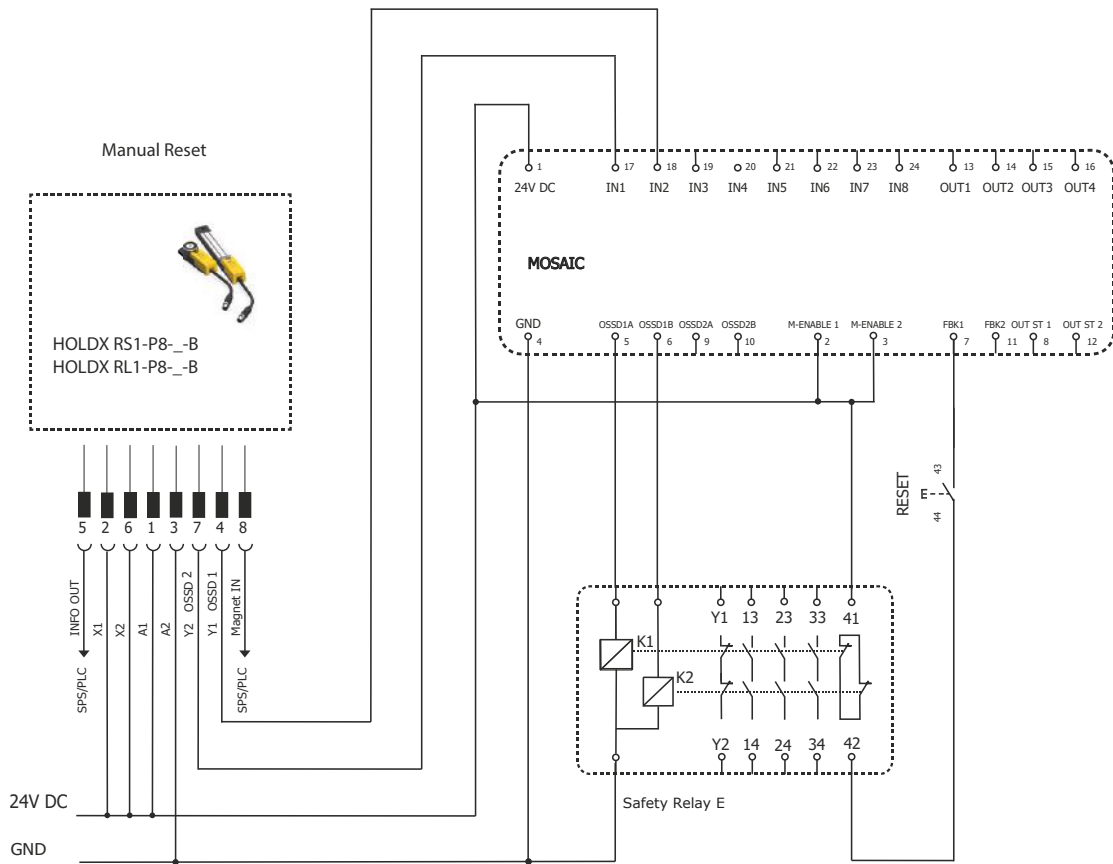 Manual Reset
HOLDX RS1-P8-_-B
HOLDX RL1-P8-_-B
5 2 6 1 3 7 4 8
INFO OUT
X1
X2
A1
A2
Y2 OSSD 2
Y1 OSSD 1
Magnet IN
SPS/PLC
SPS/PLC
24V DC
GND
1 17 18 19 20 21 22 23 24 13 14 15 16
24V DC IN1 IN2 IN3 IN4 IN5 IN6 IN7 IN8 OUT1 OUT2 OUT3 OUT4
MOSAIC
GND OSSD1A OSSD1B OSSD2A OSSD2B M-ENABLE 1 M-ENABLE 2 FBK1 FBK2 OUT ST 1 OUT ST 2
4 5 6 9 10 2 3 7 11 8 12
RESET
E
43
44
Y1 13 23 33 41
K1
K2
Y2 14 24 34 42
Safety Relay E